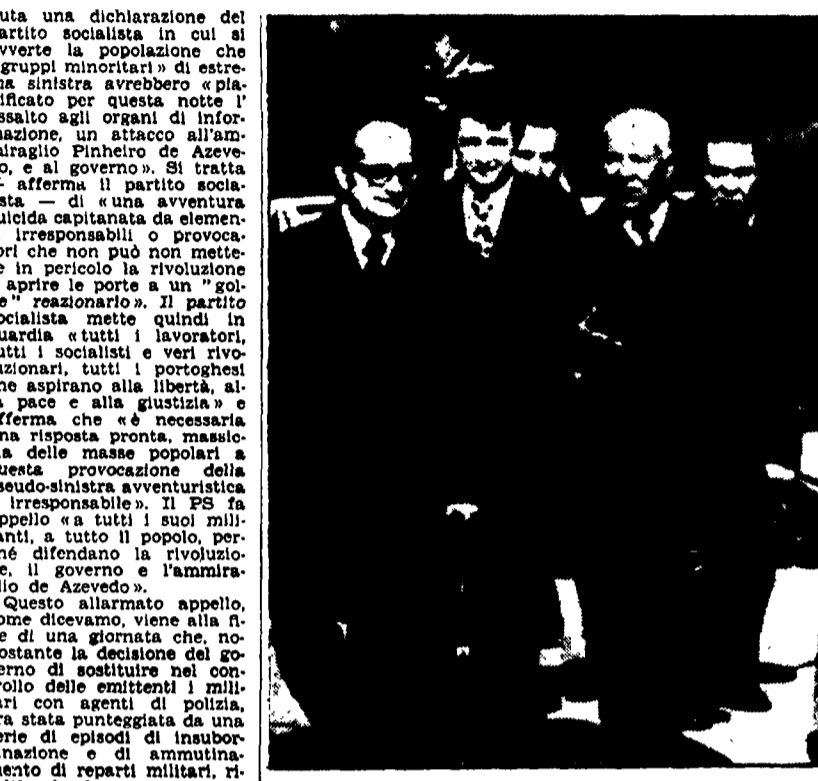 uta una dichiarazione del
artito socialista in cui si
vverte la popolazione che
gruppi minoritari» di estre-
na sinistra avrebbero «pia-
ificato per questa notte l'
ssalto agli organi di infor-
nazione, un attacco all'am-
niraglio Pinheiro de Azeve-
o, e al governo». Si tratta
— afferma il partito socia-
sta — di «una avventura
uicida capitanata da elemen-
irresponsabili o provoca-
ori che non può non mette-
e in pericolo la rivoluzione
aprire le porte a un "gol-
e" reazionario». Il partito
ocialista mette quindi in
uardia «tutti i lavoratori,
utti i socialisti e veri rivo-
uzionari, tutti i portoghesi
he aspirano alla libertà, al-
a pace e alla giustizia» e
fferma che «è necessaria
na risposta pronta, massic-
ia delle masse popolari a
uesta provocazione della
seudo-sinistra avventuristica
irresponsabile». Il PS fa
ppello «a tutti i suoi mili-
anti, a tutto il popolo, per-
hé difendano la rivoluzio-
e, il governo e l'ammira-
lio de Azevedo».
Questo allarmato appello,
ome dicevamo, viene alla fi-
e di una giornata che, no-
ostante la decisione del go-
erno di sostituire nel con-
rollo delle emittenti i mili-
ari con agenti di polizia,
ra stata punteggiata da una
erie di episodi di insubor-
nazione e di ammutina-
ento di reparti militari, ri-